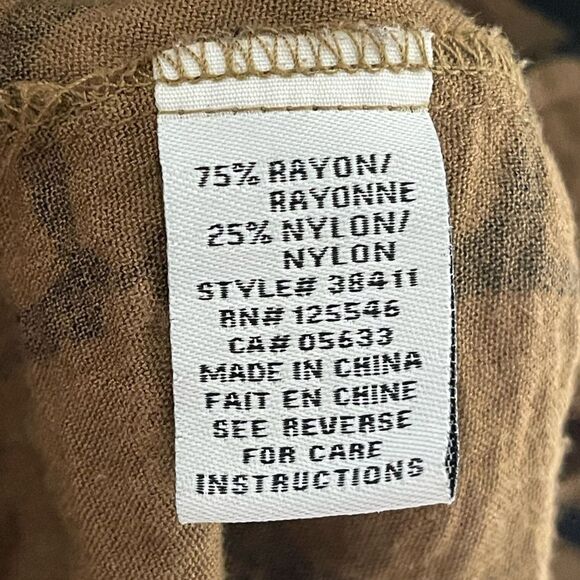 75% RAYON/
RAYONNE
25% NYLON/
NYLON
STYLE# 38411
RN# 125546
CA# 05633
MADE IN CHINA
FAIT EN CHINE
SEE REVERSE
FOR CARE
INSTRUCTIONS